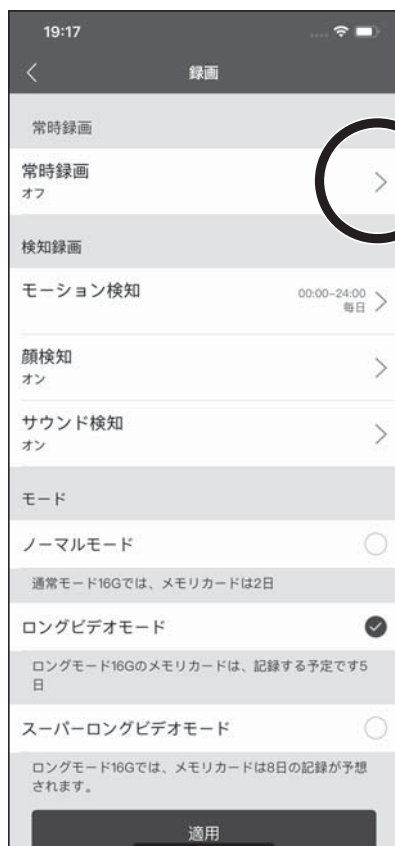 19:17
録画
常時録画
常時録画
オフ
検知録画
モーション検知
00:00–24:00
毎日
顔検知
オン
サウンド検知
オン
モード
ノーマルモード
通常モード16Gでは、メモリカードは2日
ロングビデオモード
ロングモード16Gのメモリカードは、記録する予定です5
日
スーパーロングビデオモード
ロングモード16Gでは、メモリカードは8日の記録が予想
されます。
適用